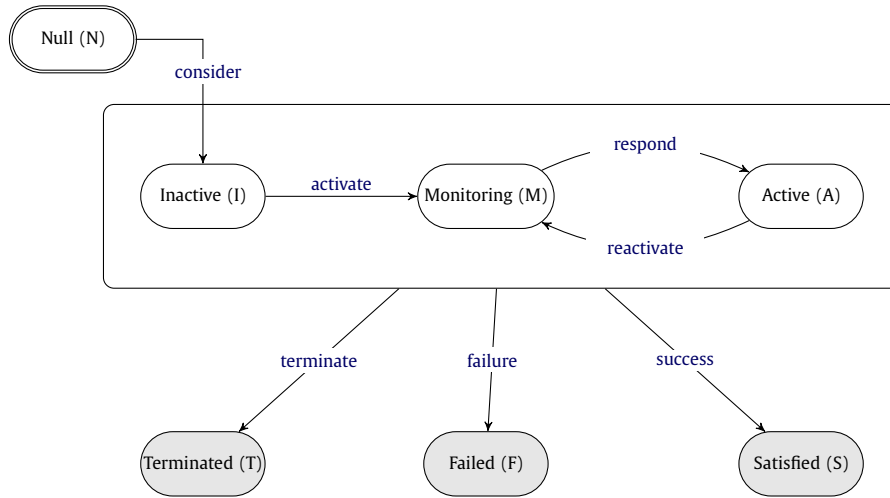 Null (N)
consider
respond
Inactive (I)
activate
Monitoring (M)
Active (A)
reactivate
terminate
failure
success
Terminated (T)
Failed (F)
Satisfied (S)